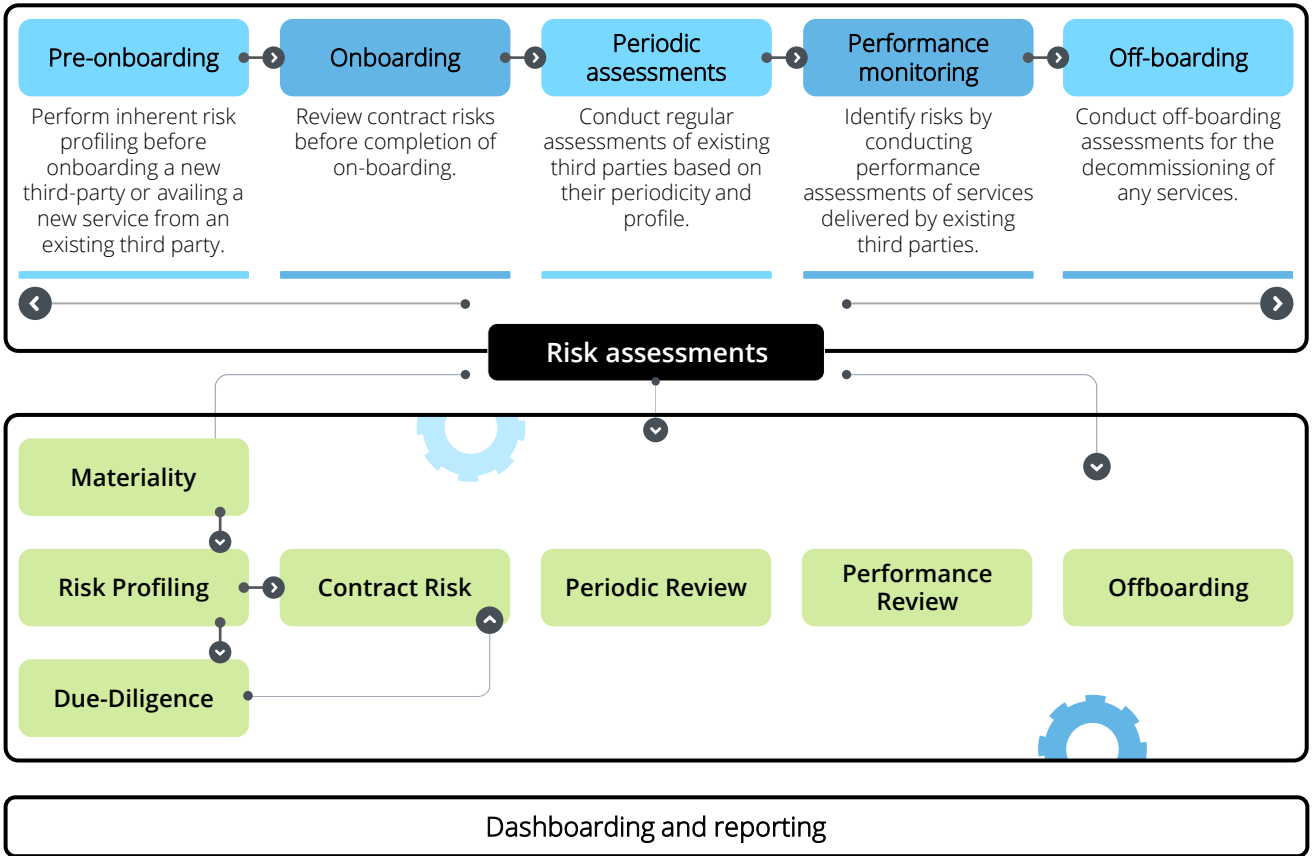 Pre-onboarding
Onboarding
Periodic
assessments
Performance
monitoring
Off-boarding
Perform inherent risk
profiling before
onboarding a new
third-party or availing a
new service from an
existing third party.
Review contract risks
before completion of
on-boarding.
Conduct regular
assessments of existing
third parties based on
their periodicity and
profile.
Identify risks by
conducting
performance
assessments of services
delivered by existing
third parties.
Conduct off-boarding
assessments for the
decommissioning of
any services.
Risk assessments
Materiality
Risk Profiling
Contract Risk
Periodic Review
Performance
Review
Offboarding
Due-Diligence
Dashboarding and reporting